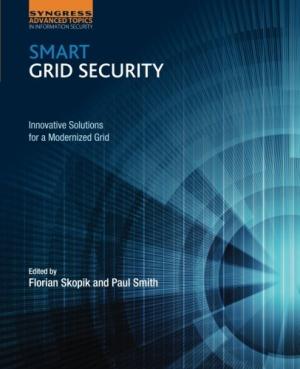 SYNGRESS
ADVANCED TOPICS
IN INFORMATION SECURITY
SMART
GRID SECURITY
Innovative Solutions
for a Modernized Grid
Edited by
Florian Skopik and Paul Smith